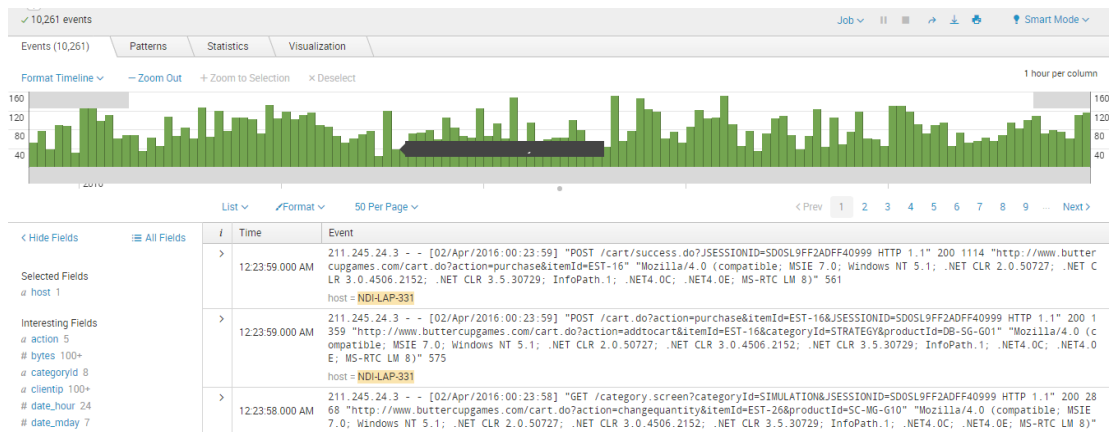 ✓ 10,261 events
Job
Smart Mode
Events (10,261) Patterns Statistics Visualization
Format Timeline — Zoom Out + Zoom to Selection × Deselect
1 hour per column
160 160
120 120
80 80
40 40
2016
List Format 50 Per Page
< Prev 1 2 3 4 5 6 7 8 9 ... Next >
< Hide Fields All Fields
i Time Event
Selected Fields
a host 1
Interesting Fields
a action 5
# bytes 100+
a categoryId 8
a clientip 100+
# date_hour 24
# date_mday 7
> 12:23:59.000 AM
211.245.24.3 - - [02/Apr/2016:00:23:59] "POST /cart/success.do?JSESSIONID=SD0SL9FF2ADFF40999 HTTP 1.1" 200 1114 "http://www.butter
cupgames.com/cart.do?action=purchase&itemId=EST-16" "Mozilla/4.0 (compatible; MSIE 7.0; Windows NT 5.1; .NET CLR 2.0.50727; .NET C
LR 3.0.4506.2152; .NET CLR 3.5.30729; InfoPath.1; .NET4.0C; .NET4.0E; MS-RTC LM 8)" 561
host = NDI-LAP-331
> 12:23:59.000 AM
211.245.24.3 - - [02/Apr/2016:00:23:59] "POST /cart.do?action=purchase&itemId=EST-16&JSESSIONID=SD0SL9FF2ADFF40999 HTTP 1.1" 200 1
359 "http://www.buttercupgames.com/cart.do?action=addtocart&itemId=EST-16&categoryId=STRATEGY&productId=DB-SG-G01" "Mozilla/4.0 (c
ompatible; MSIE 7.0; Windows NT 5.1; .NET CLR 2.0.50727; .NET CLR 3.0.4506.2152; .NET CLR 3.5.30729; InfoPath.1; .NET4.0C; .NET4.0
E; MS-RTC LM 8)" 575
host = NDI-LAP-331
> 12:23:58.000 AM
211.245.24.3 - - [02/Apr/2016:00:23:58] "GET /category.screen?categoryId=SIMULATION&JSESSIONID=SD0SL9FF2ADFF40999 HTTP 1.1" 200 28
68 "http://www.buttercupgames.com/cart.do?action=changequantity&itemId=EST-26&productId=SC-MG-G10" "Mozilla/4.0 (compatible; MSIE
7.0; Windows NT 5.1; .NET CLR 2.0.50727; .NET CLR 3.0.4506.2152; .NET CLR 3.5.30729; InfoPath.1; .NET4.0C; .NET4.0E; MS-RTC LM 8)"